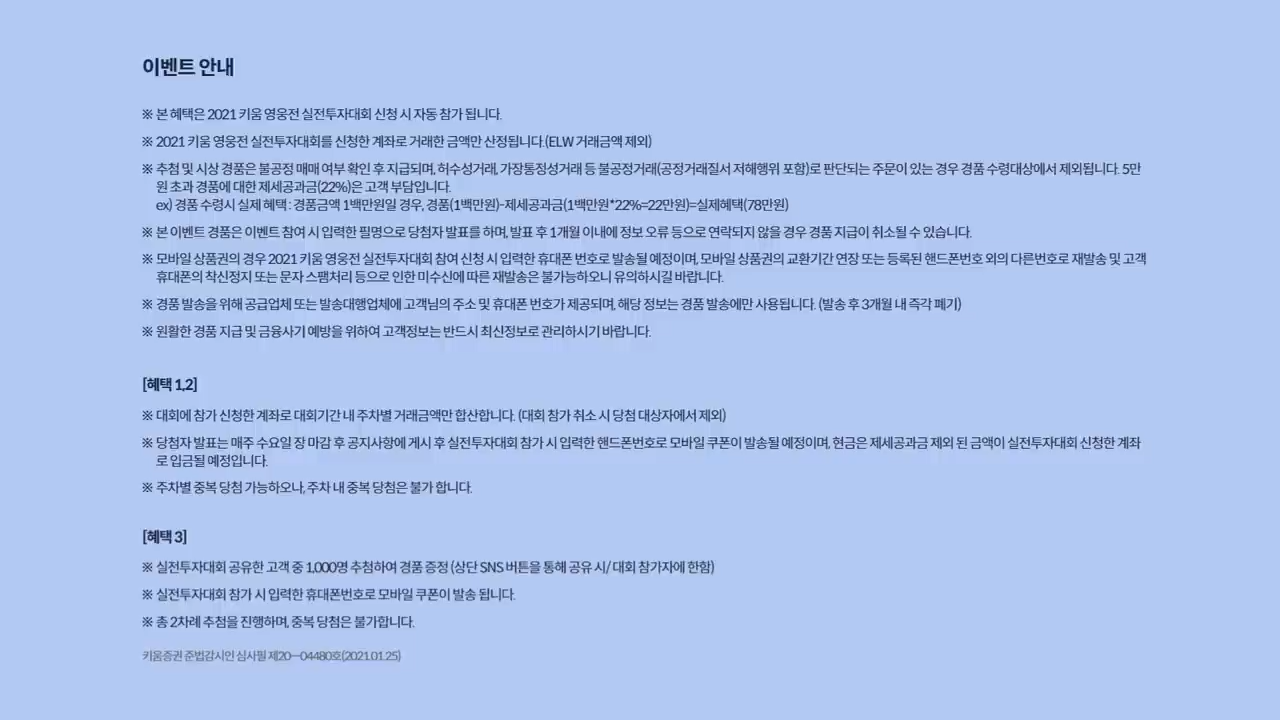 이벤트 안내
※ 본 혜택은 2021 키움 영웅전 실전투자대회 신청 시 자동 참가 됩니다.
※ 2021 키움 영웅전 실전투자대회를 신청한 계좌로 거래한 금액만 산정됩니다.(ELW 거래금액 제외)
※ 추첨 및 시상 경품은 불공정 매매 여부 확인 후 지급되며, 허수성거래, 가장통정성거래 등 불공정거래(공정거래질서 저해행위 포함)로 판단되는 주문이 있는 경우 경품 수령대상에서 제외됩니다. 5만
원 초과 경품에 대한 제세공과금(22%)은 고객 부담입니다.
ex) 경품 수령시 실제 혜택 : 경품금액 1백만원일 경우, 경품(1백만원)-제세공과금(1백만원*22%=22만원)=실제혜택(78만원)
※ 본 이벤트 경품은 이벤트 참여 시 입력한 필명으로 당첨자 발표를 하며, 발표 후 1개월 이내에 정보 오류 등으로 연락되지 않을 경우 경품 지급이 취소될 수 있습니다.
※ 모바일 상품권의 경우 2021 키움 영웅전 실전투자대회 참여 신청 시 입력한 휴대폰 번호로 발송될 예정이며, 모바일 상품권의 교환기간 연장 또는 등록된 핸드폰번호 외의 다른번호로 재발송 및 고객
휴대폰의 착신정지 또는 문자 스팸처리 등으로 인한 미수신에 따른 재발송은 불가능하오니 유의하시길 바랍니다.
※ 경품 발송을 위해 공급업체 또는 발송대행업체에 고객님의 주소 및 휴대폰 번호가 제공되며, 해당 정보는 경품 발송에만 사용됩니다. (발송 후 3개월 내 즉각 폐기)
※ 원활한 경품 지급 및 금융사기 예방을 위하여 고객정보는 반드시 최신정보로 관리하시기 바랍니다.
[혜택 1,2]
※ 대회에 참가 신청한 계좌로 대회기간 내 주차별 거래금액만 합산합니다. (대회 참가 취소 시 당첨 대상자에서 제외)
※ 당첨자 발표는 매주 수요일 장 마감 후 공지사항에 게시 후 실전투자대회 참가 시 입력한 핸드폰번호로 모바일 쿠폰이 발송될 예정이며, 현금은 제세공과금 제외 된 금액이 실전투자대회 신청한 계좌
로 입금될 예정입니다.
※ 주차별 중복 당첨 가능하오나, 주차 내 중복 당첨은 불가 합니다.
[혜택 3]
※ 실전투자대회 공유한 고객 중 1,000명 추첨하여 경품 증정 (상단 SNS 버튼을 통해 공유 시/ 대회 참가자에 한함)
※ 실전투자대회 참가 시 입력한 휴대폰번호로 모바일 쿠폰이 발송 됩니다.
※ 총 2차례 추첨을 진행하며, 중복 당첨은 불가합니다.
키움증권 준법감시인 심사필 제20—04480호(2021.01.25)